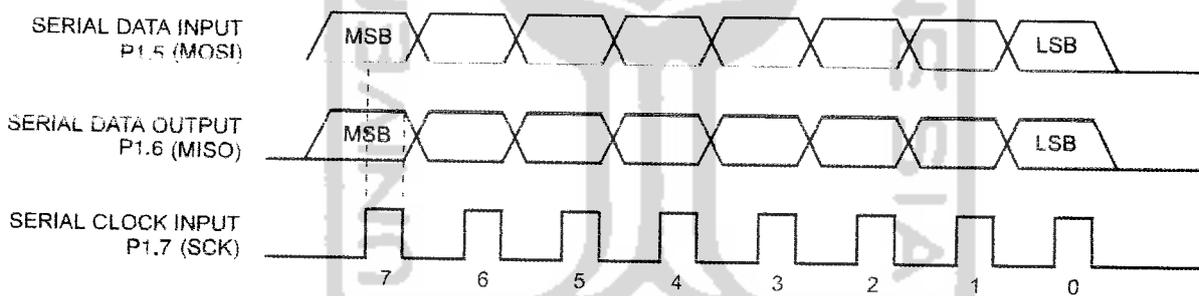 SERIAL DATA INPUT
P1.5 (MOSI)
MSB
LSB
SERIAL DATA OUTPUT
P1.6 (MISO)
MSB
LSB
SERIAL CLOCK INPUT
P1.7 (SCK)
7 6 5 4 3 2 1 0